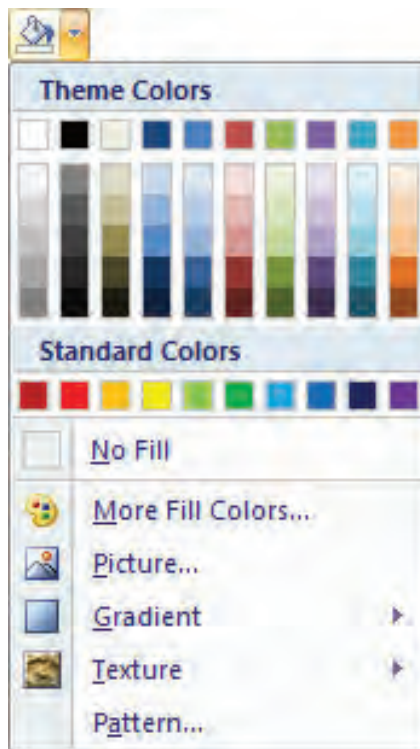 Theme Colors
Standard Colors
No Fill
More Fill Colors...
Picture...
Gradient
Texture
Pattern...